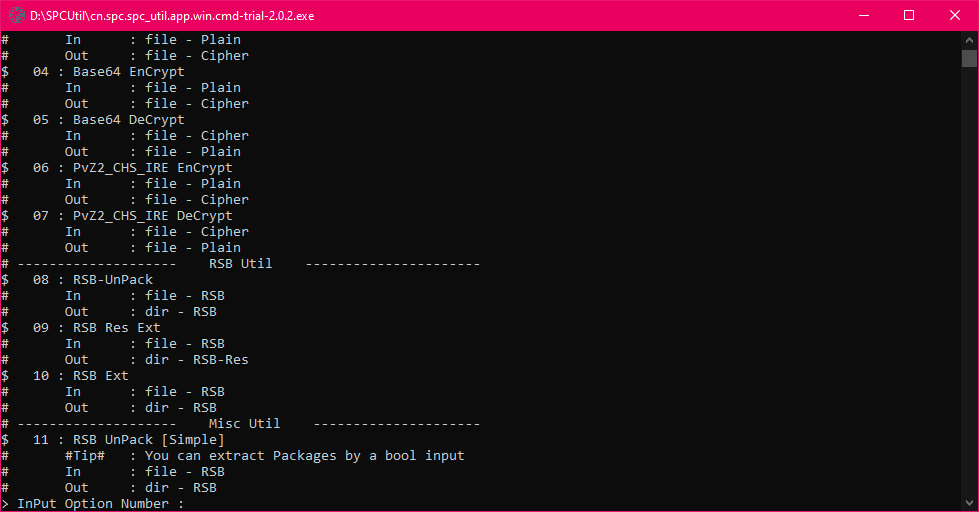 D:\SPCUtil\cn.spc.spc_util.app.win.cmd-trial-2.0.2.exe
#       In      : file - Plain
#       Out     : file - Cipher
$   04 : Base64 EnCrypt
#       In      : file - Plain
#       Out     : file - Cipher
$   05 : Base64 DeCrypt
#       In      : file - Cipher
#       Out     : file - Plain
$   06 : PvZ2_CHS_IRE EnCrypt
#       In      : file - Plain
#       Out     : file - Cipher
$   07 : PvZ2_CHS_IRE DeCrypt
#       In      : file - Cipher
#       Out     : file - Plain
# --------------------    RSB Util    ----------------------
$   08 : RSB-UnPack
#       In      : file - RSB
#       Out     : dir - RSB
$   09 : RSB Res Ext
#       In      : file - RSB
#       Out     : dir - RSB-Res
$   10 : RSB Ext
#       In      : file - RSB
#       Out     : dir - RSB
# --------------------    Misc Util    ---------------------
$   11 : RSB UnPack [Simple]
#       #Tip#   : You can extract Packages by a bool input
#       In      : file - RSB
#       Out     : dir - RSB
> InPut Option Number :